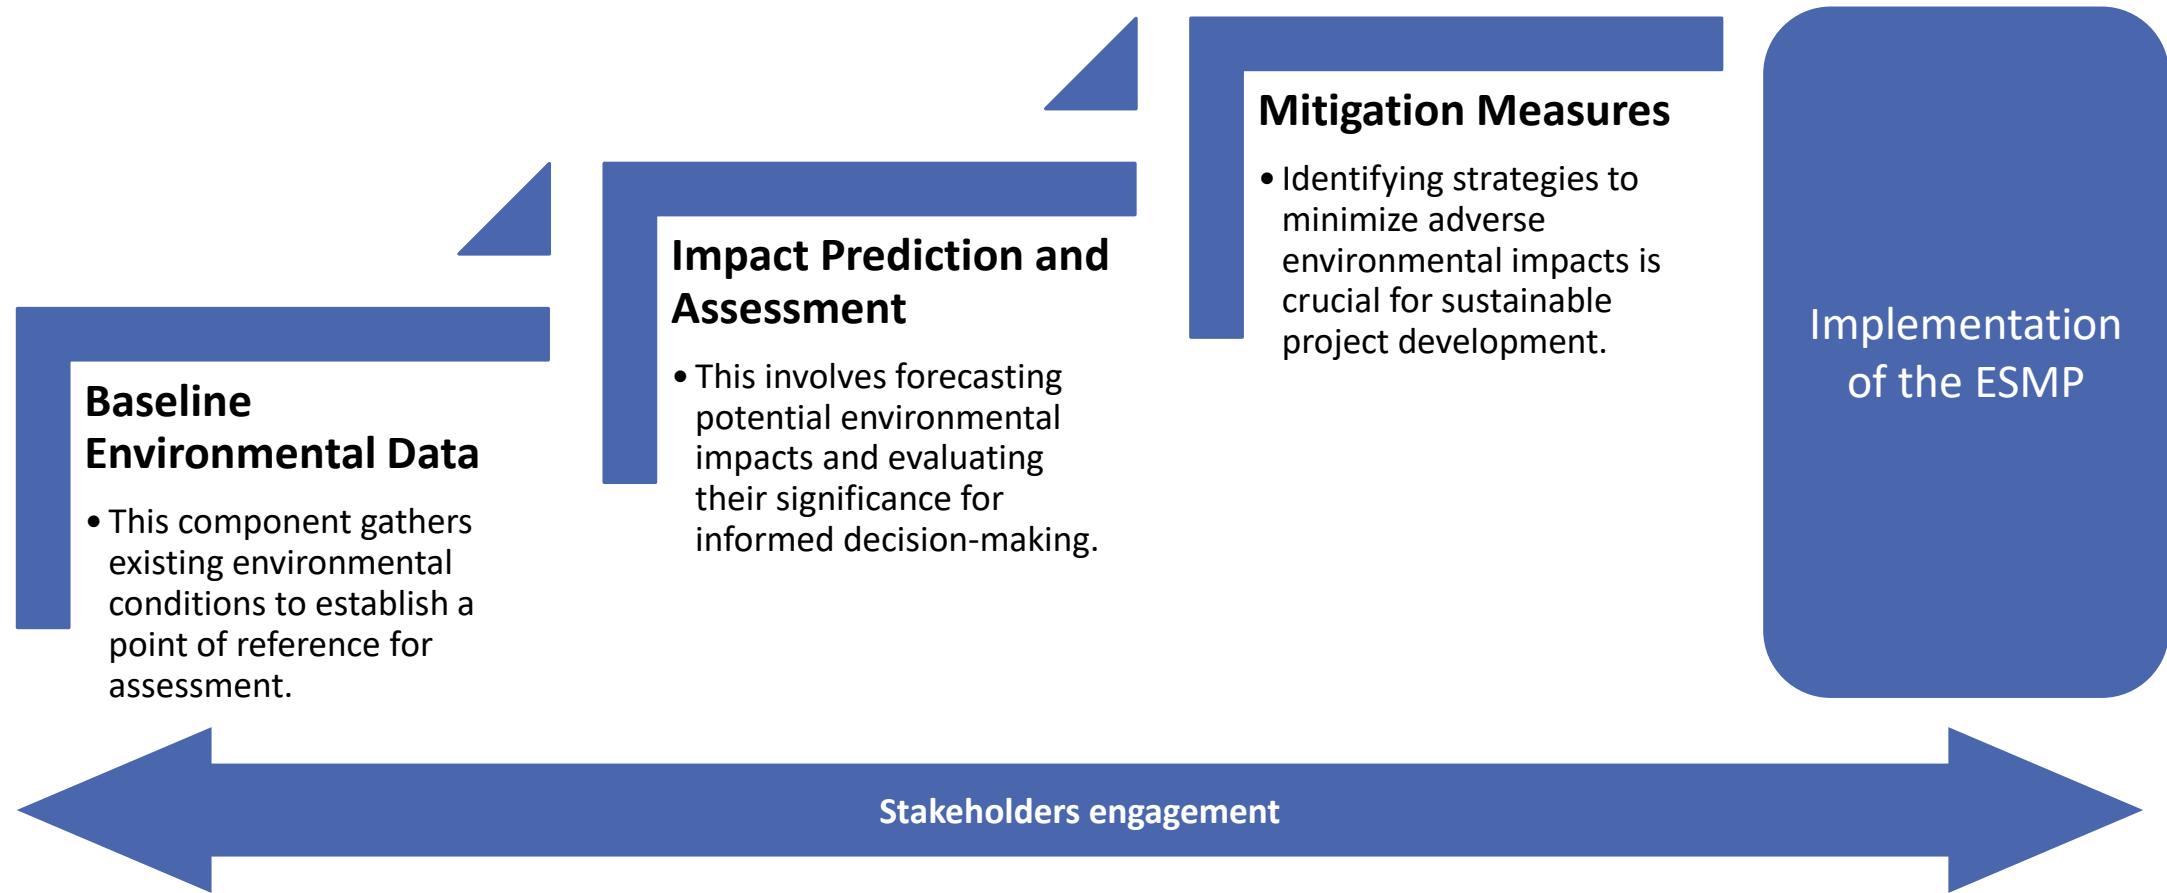 Baseline
Environmental Data
• This component gathers
existing environmental
conditions to establish a
point of reference for
assessment.
Impact Prediction and
Assessment
• This involves forecasting
potential environmental
impacts and evaluating
their significance for
informed decision-making.
Mitigation Measures
• Identifying strategies to
minimize adverse
environmental impacts is
crucial for sustainable
project development.
Implementation
of the ESMP
Stakeholders engagement